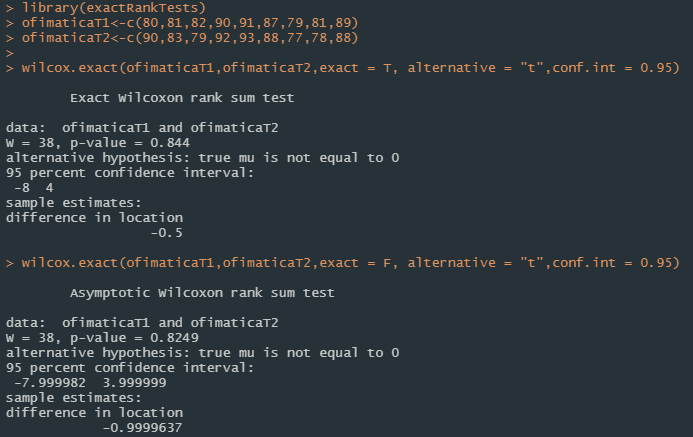 > library(exactRankTests)
> ofimaticaT1<-c(80,81,82,90,91,87,79,81,89)
> ofimaticaT2<-c(90,83,79,92,93,88,77,78,88)
>
> wilcox.exact(ofimaticaT1,ofimaticaT2,exact = T, alternative = "t",conf.int = 0.95)
Exact Wilcoxon rank sum test
data:  ofimaticaT1 and ofimaticaT2
W = 38, p-value = 0.844
alternative hypothesis: true mu is not equal to 0
95 percent confidence interval:
 -8  4
sample estimates:
difference in location
-0.5
> wilcox.exact(ofimaticaT1,ofimaticaT2,exact = F, alternative = "t",conf.int = 0.95)
Asymptotic Wilcoxon rank sum test
data:  ofimaticaT1 and ofimaticaT2
W = 38, p-value = 0.8249
alternative hypothesis: true mu is not equal to 0
95 percent confidence interval:
 -7.999982  3.999999
sample estimates:
difference in location
-0.9999637